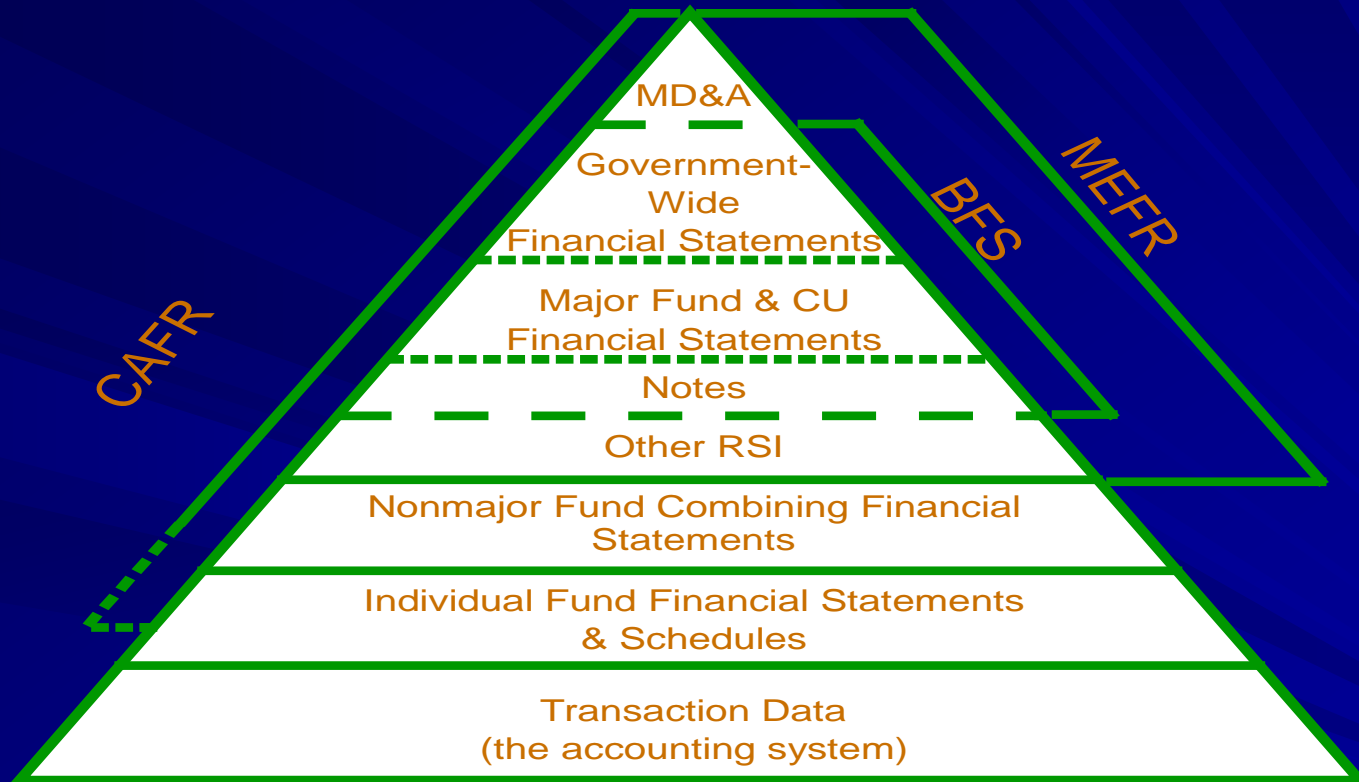 MD&A
Government-
Wide
Financial Statements
Major Fund & CU
Financial Statements
Notes
Other RSI
Nonmajor Fund Combining Financial
Statements
Individual Fund Financial Statements
& Schedules
Transaction Data
(the accounting system)
CAFR
BFS
MEFR